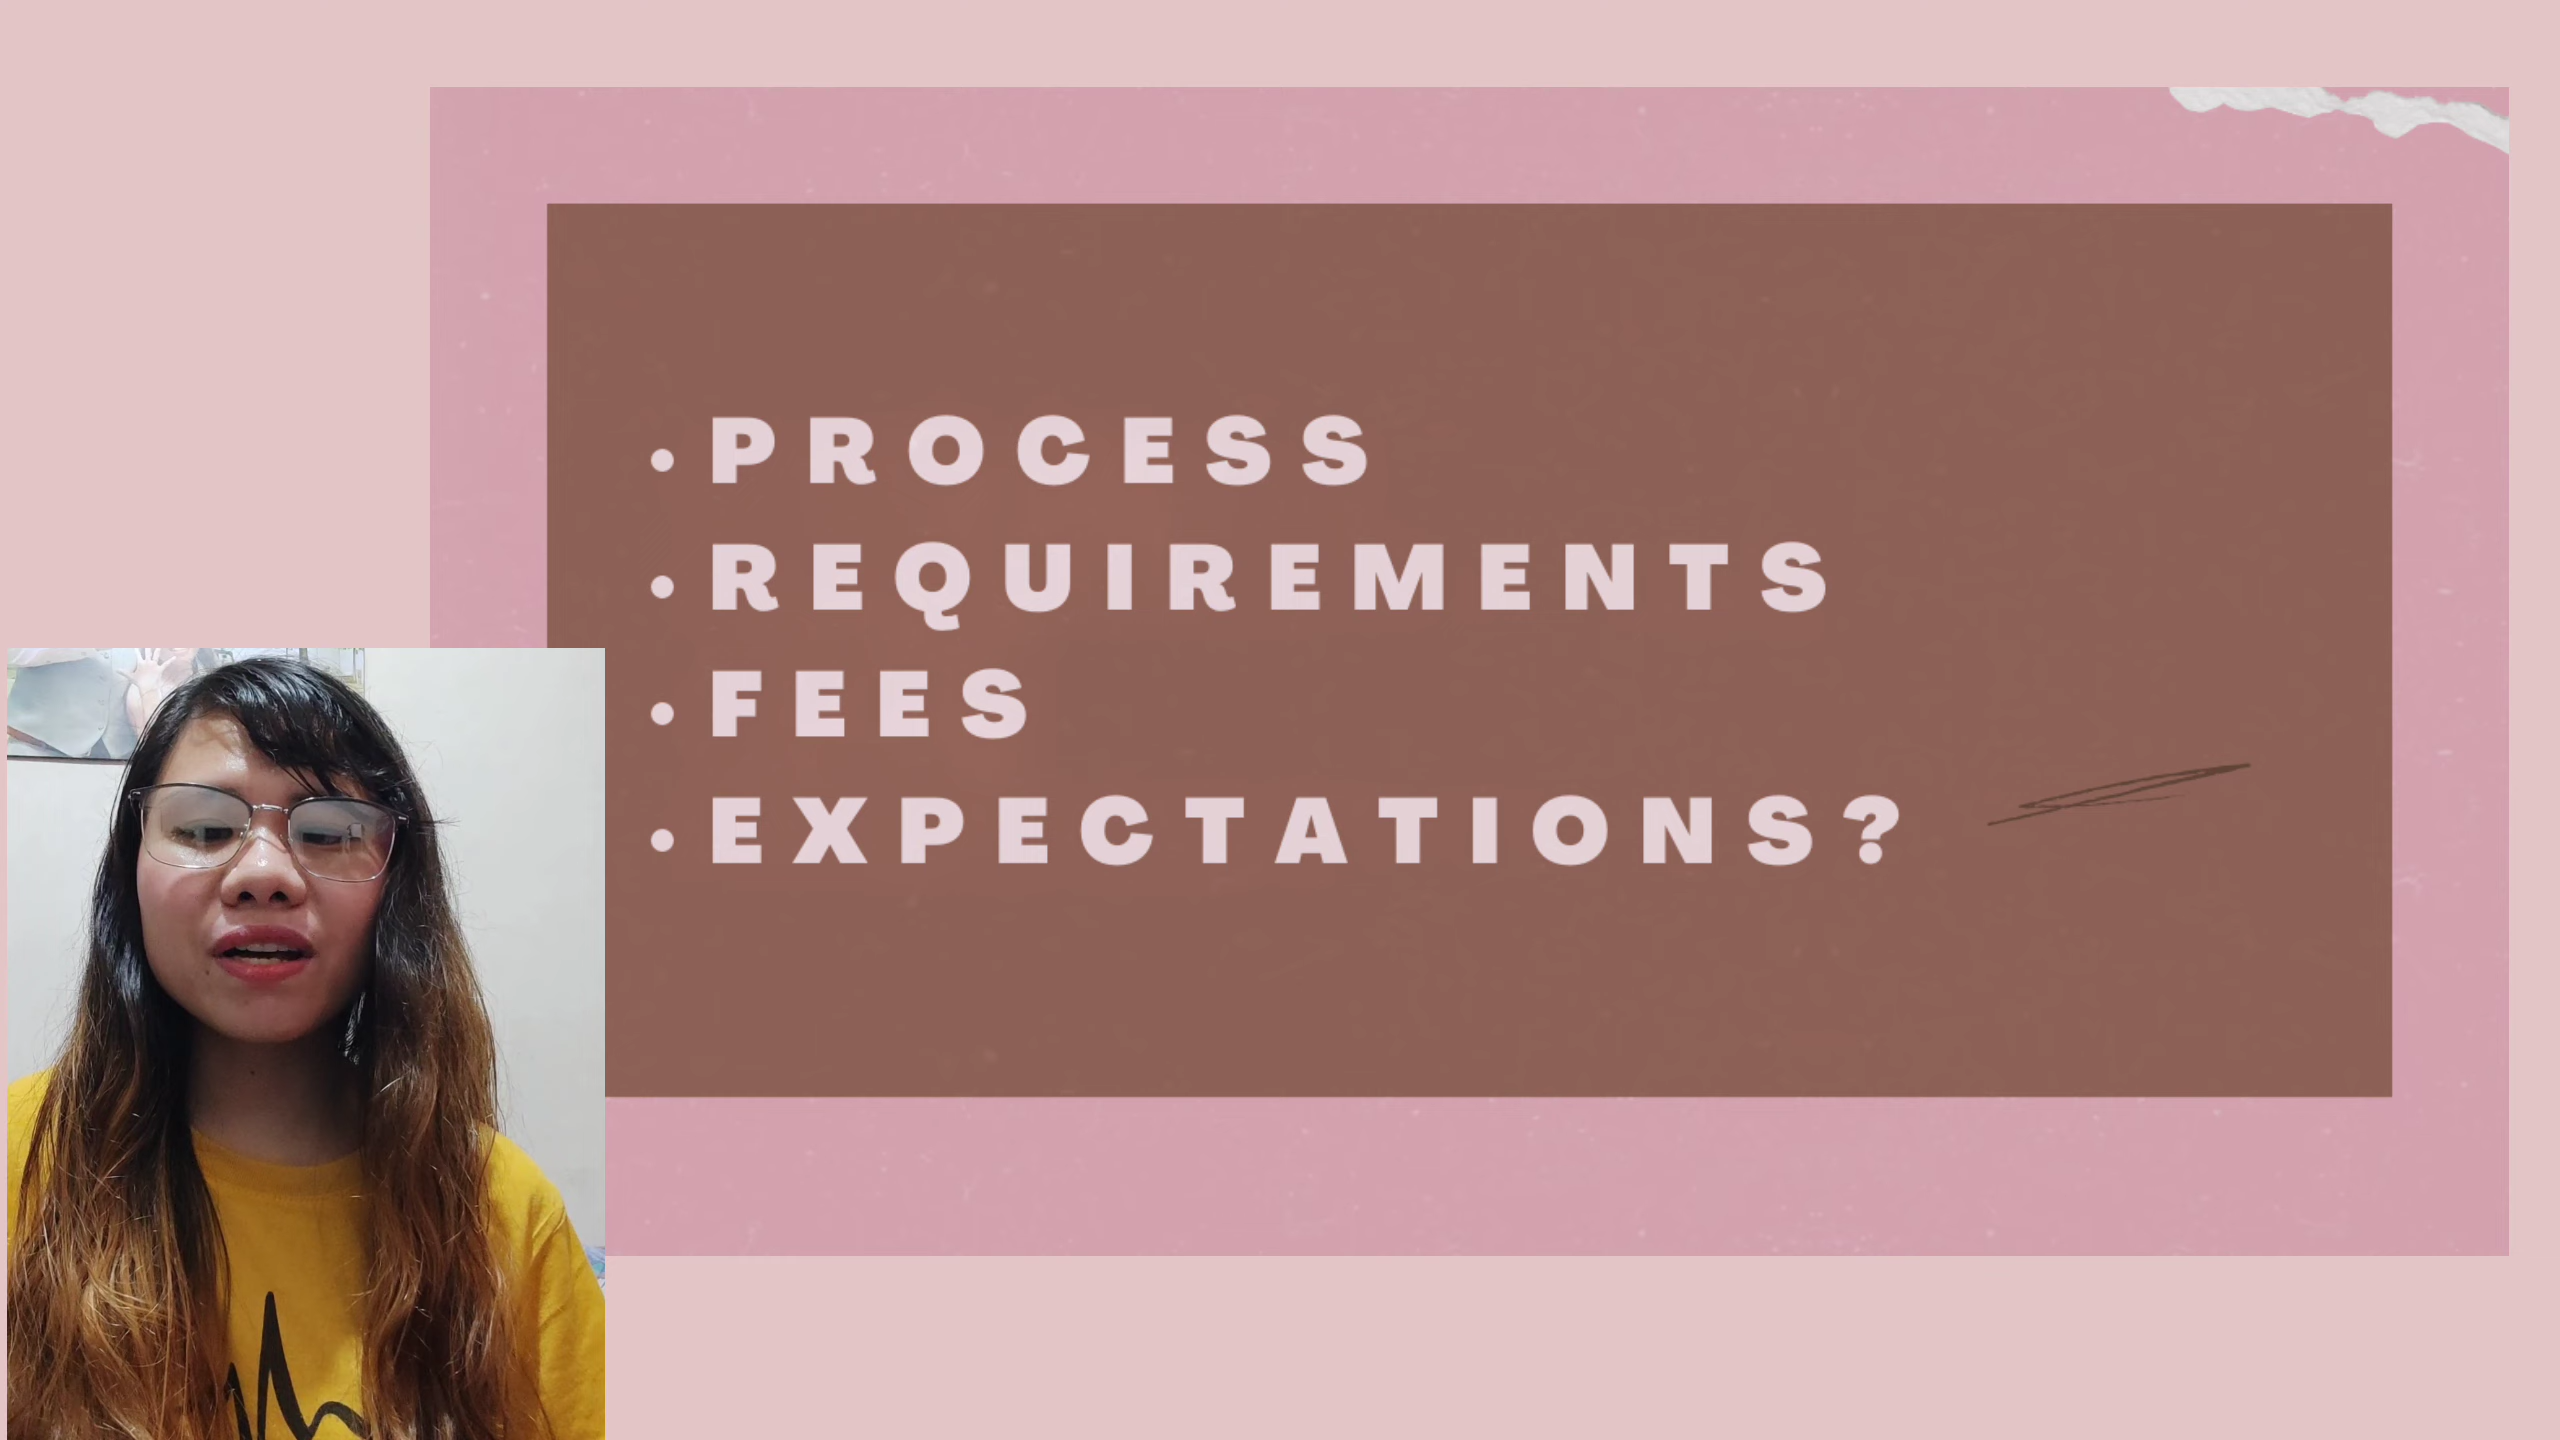 • PROCESS
• REQUIREMENTS
• FEES
• EXPECTATIONS?